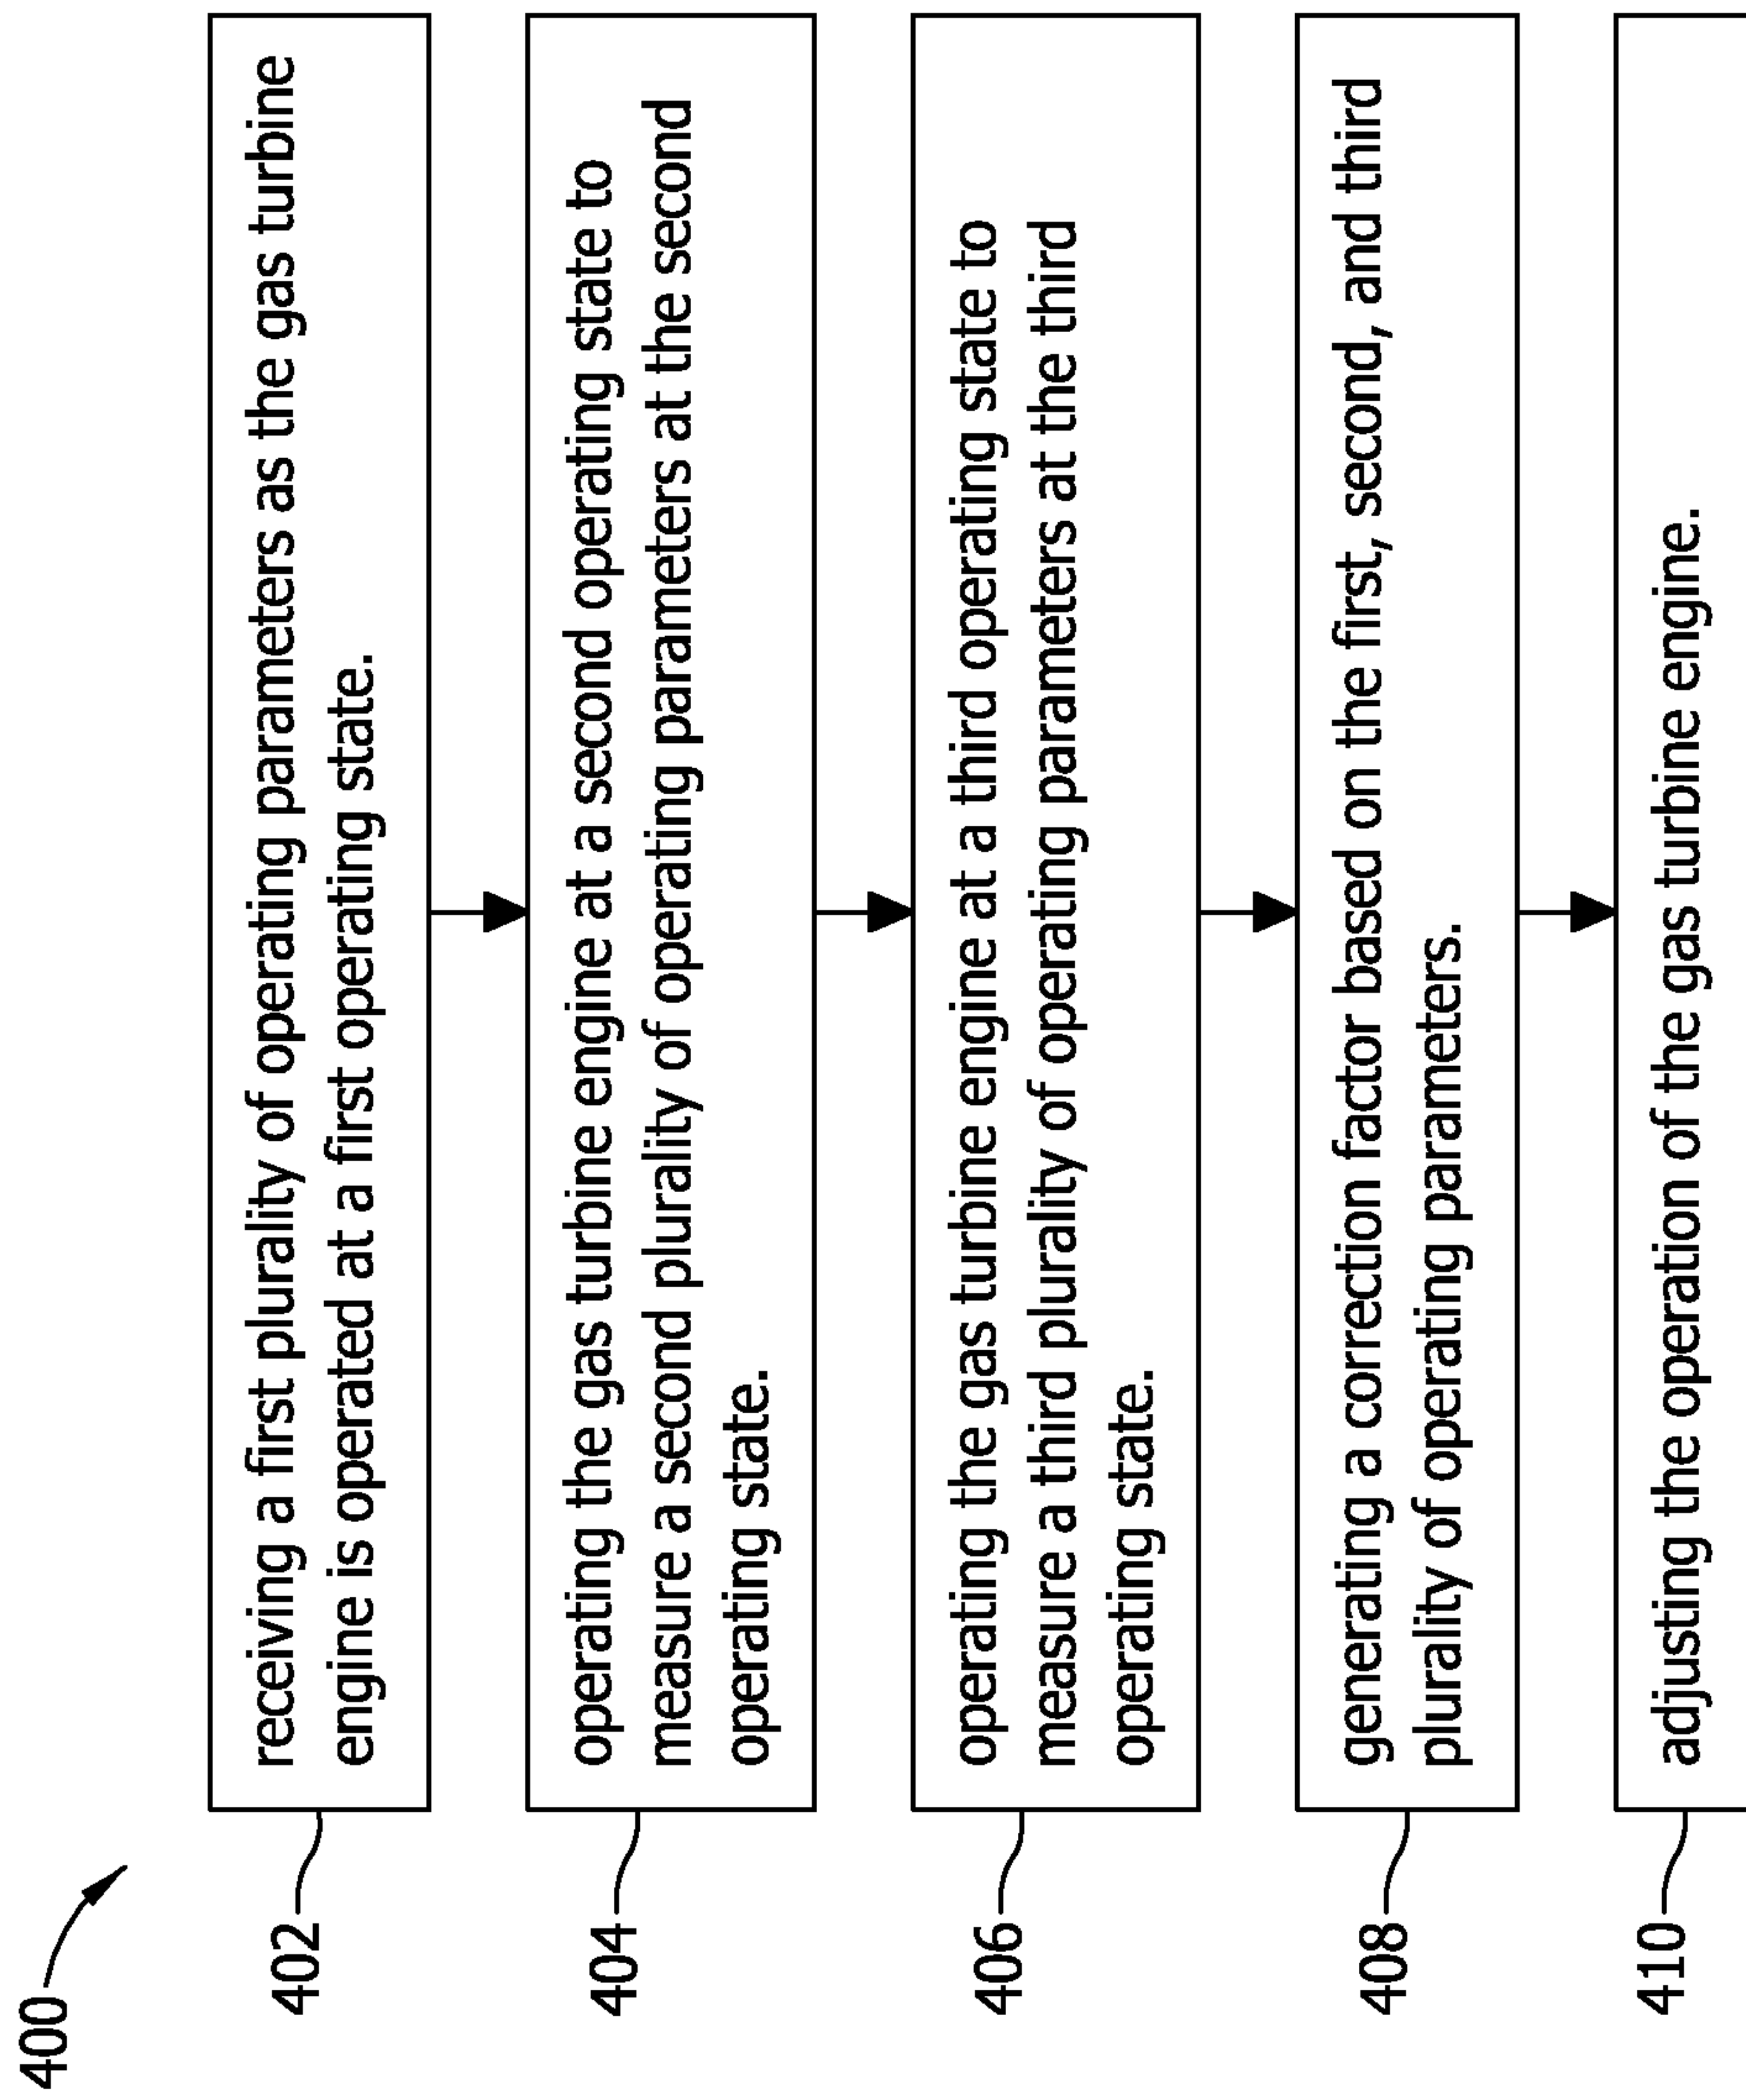 400
402
receiving a first plurality of operating parameters as the gas turbine
engine is operated at a first operating state.
404
operating the gas turbine engine at a second operating state to
measure a second plurality of operating parameters at the second
operating state.
406
operating the gas turbine engine at a third operating state to
measure a third plurality of operating parameters at the third
operating state.
408
generating a correction factor based on the first, second, and third
plurality of operating parameters.
410
adjusting the operation of the gas turbine engine.